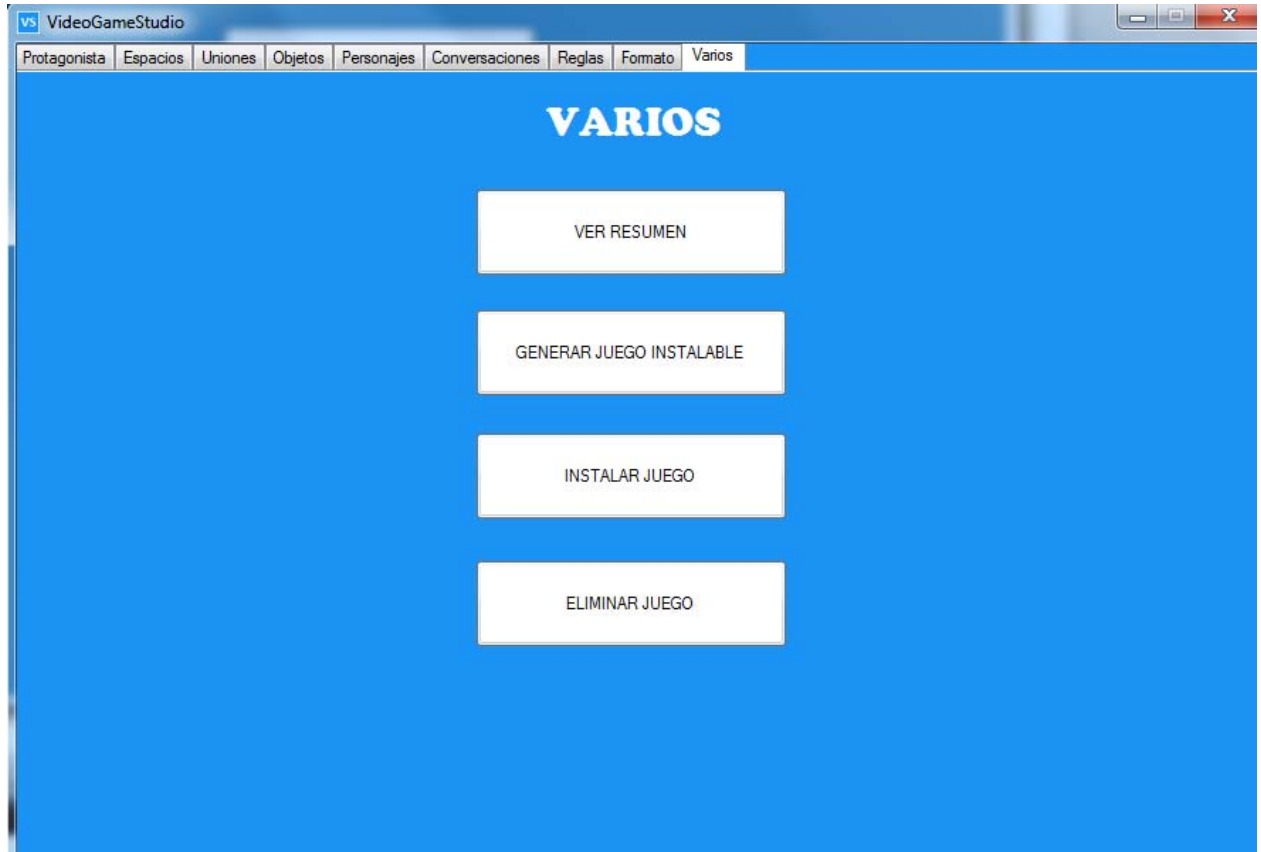 VS VideoGameStudio
Protagonista Espacios Uniones Objetos Personajes Conversaciones Reglas Formato Varios
VARIOS
VER RESUMEN
GENERAR JUEGO INSTALABLE
INSTALAR JUEGO
ELIMINAR JUEGO